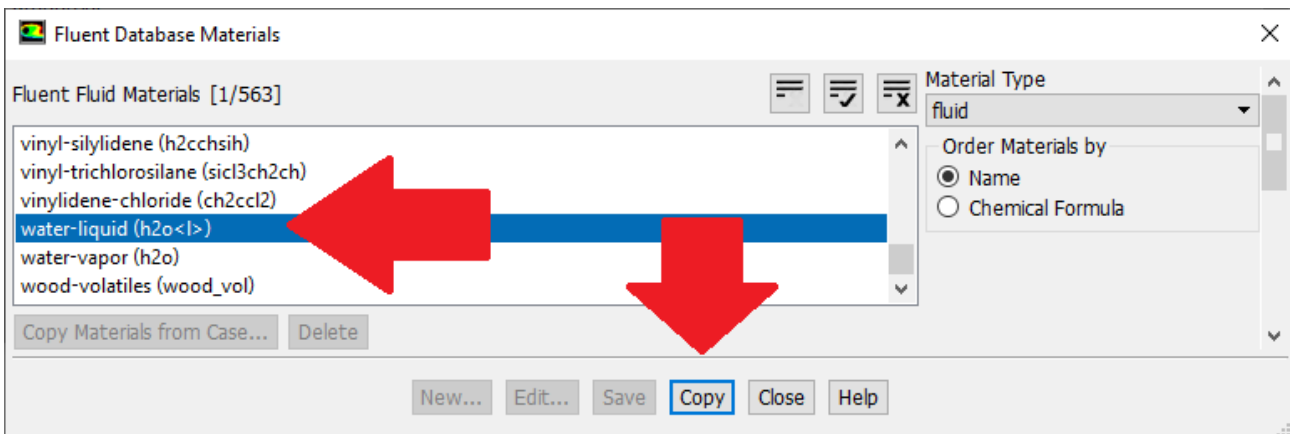 Fluent Database Materials
Fluent Fluid Materials [1/563]
vinyl-silylidene (h2cchsih)
vinyl-trichlorosilane (sicl3ch2ch)
vinylidene-chloride (ch2ccl2)
water-liquid (h2o<l>)
water-vapor (h2o)
wood-volatiles (wood_vol)
Copy Materials from Case... Delete
Material Type
fluid
Order Materials by
Name
Chemical Formula
New... Edit... Save Copy Close Help